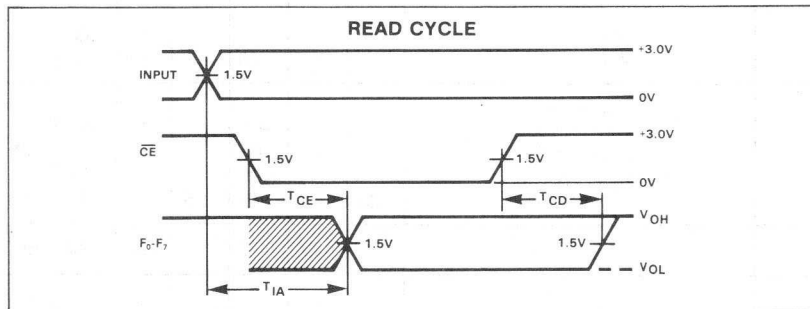 READ CYCLE
+3.0V
INPUT
1.5V
0V
+3.0V
CE
1.5V
1.5V
0V
TCE
TCD
VOH
F0-F7
1.5V
1.5V
VOL
TIA